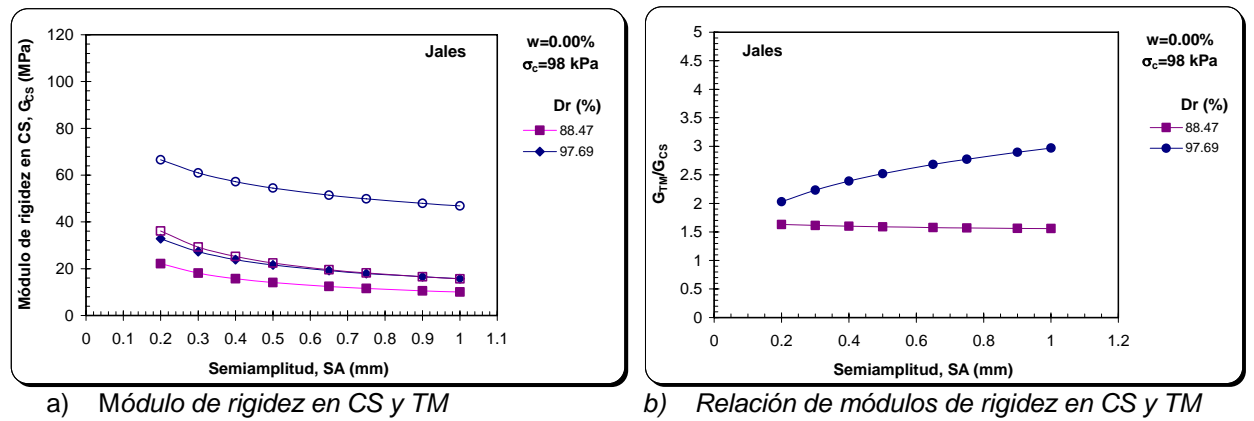 Módulo de rigidez en CS, GCS (MPa)
120
100
80
60
40
20
0
0 0.1 0.2 0.3 0.4 0.5 0.6 0.7 0.8 0.9 1 1.1
Semiamplitud, SA (mm)
Jales
w=0.00%
σc=98 kPa
Dr (%)
88.47
97.69
a) Módulo de rigidez en CS y TM
GTM/GCS
5
4.5
4
3.5
3
2.5
2
1.5
1
0.5
0
0 0.2 0.4 0.6 0.8 1 1.2
Semiamplitud, SA (mm)
Jales
w=0.00%
σc=98 kPa
Dr (%)
88.47
97.69
b) Relación de módulos de rigidez en CS y TM